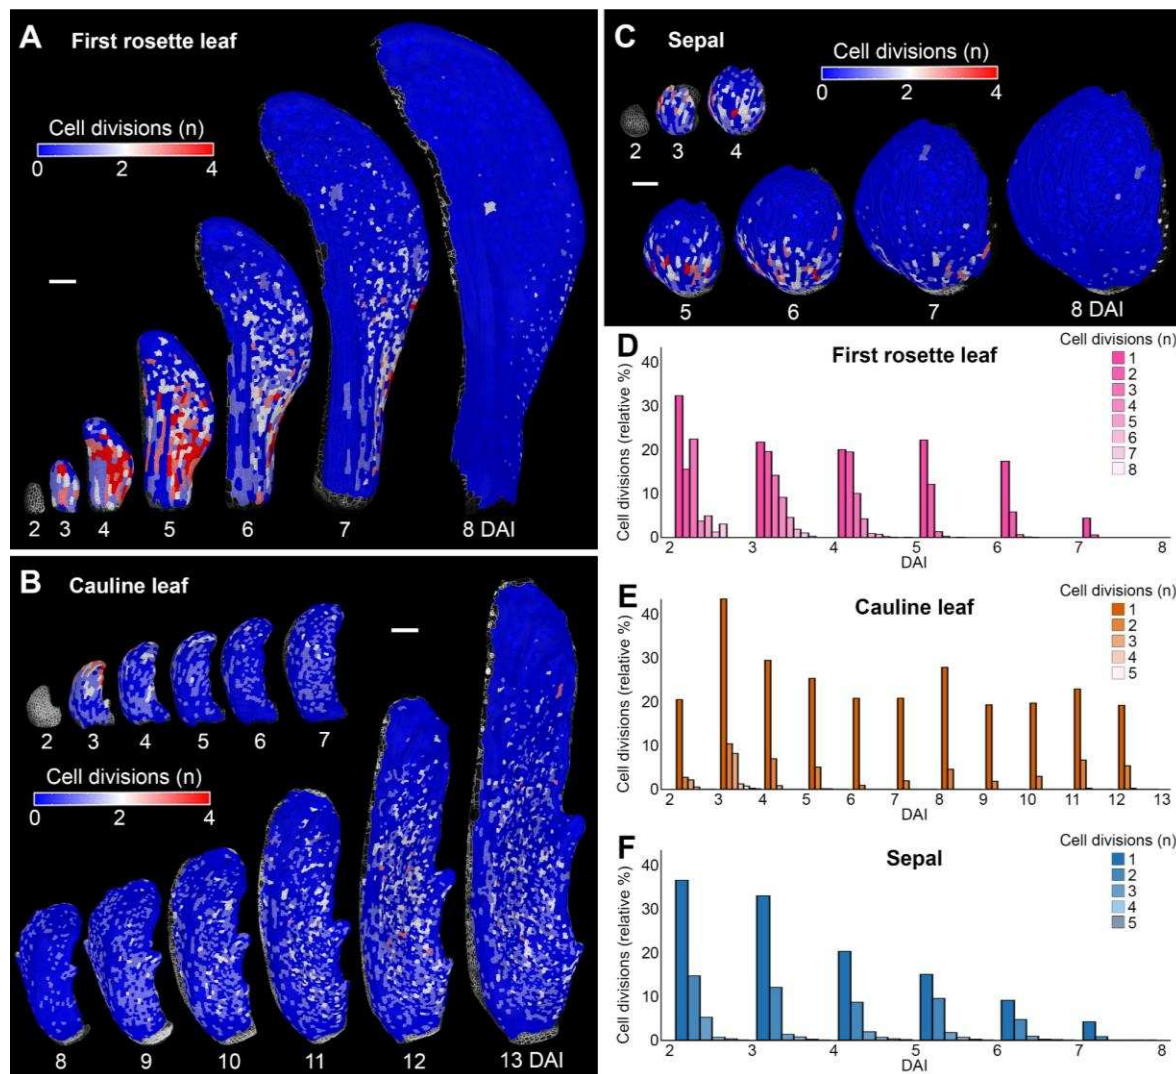 A First rosette leaf
Cell divisions (n)
0 2 4
2 3 4 5 6 7 8 DAI
B Cauline leaf
2 3 4 5 6 7
Cell divisions (n)
0 2 4
8 9 10 11 12 13 DAI
C Sepal
Cell divisions (n)
0 2 4
2 3 4
5 6 7 8 DAI
D First rosette leaf
Cell divisions (n)
1
2
3
4
5
6
7
8
Cell divisions (relative %)
40
30
20
10
0
2 3 4 5 6 7 8
DAI
E Cauline leaf
Cell divisions (n)
1
2
3
4
5
Cell divisions (relative %)
40
30
20
10
0
2 3 4 5 6 7 8 9 10 11 12 13
DAI
F Sepal
Cell divisions (n)
1
2
3
4
5
Cell divisions (relative %)
40
30
20
10
0
2 3 4 5 6 7 8
DAI